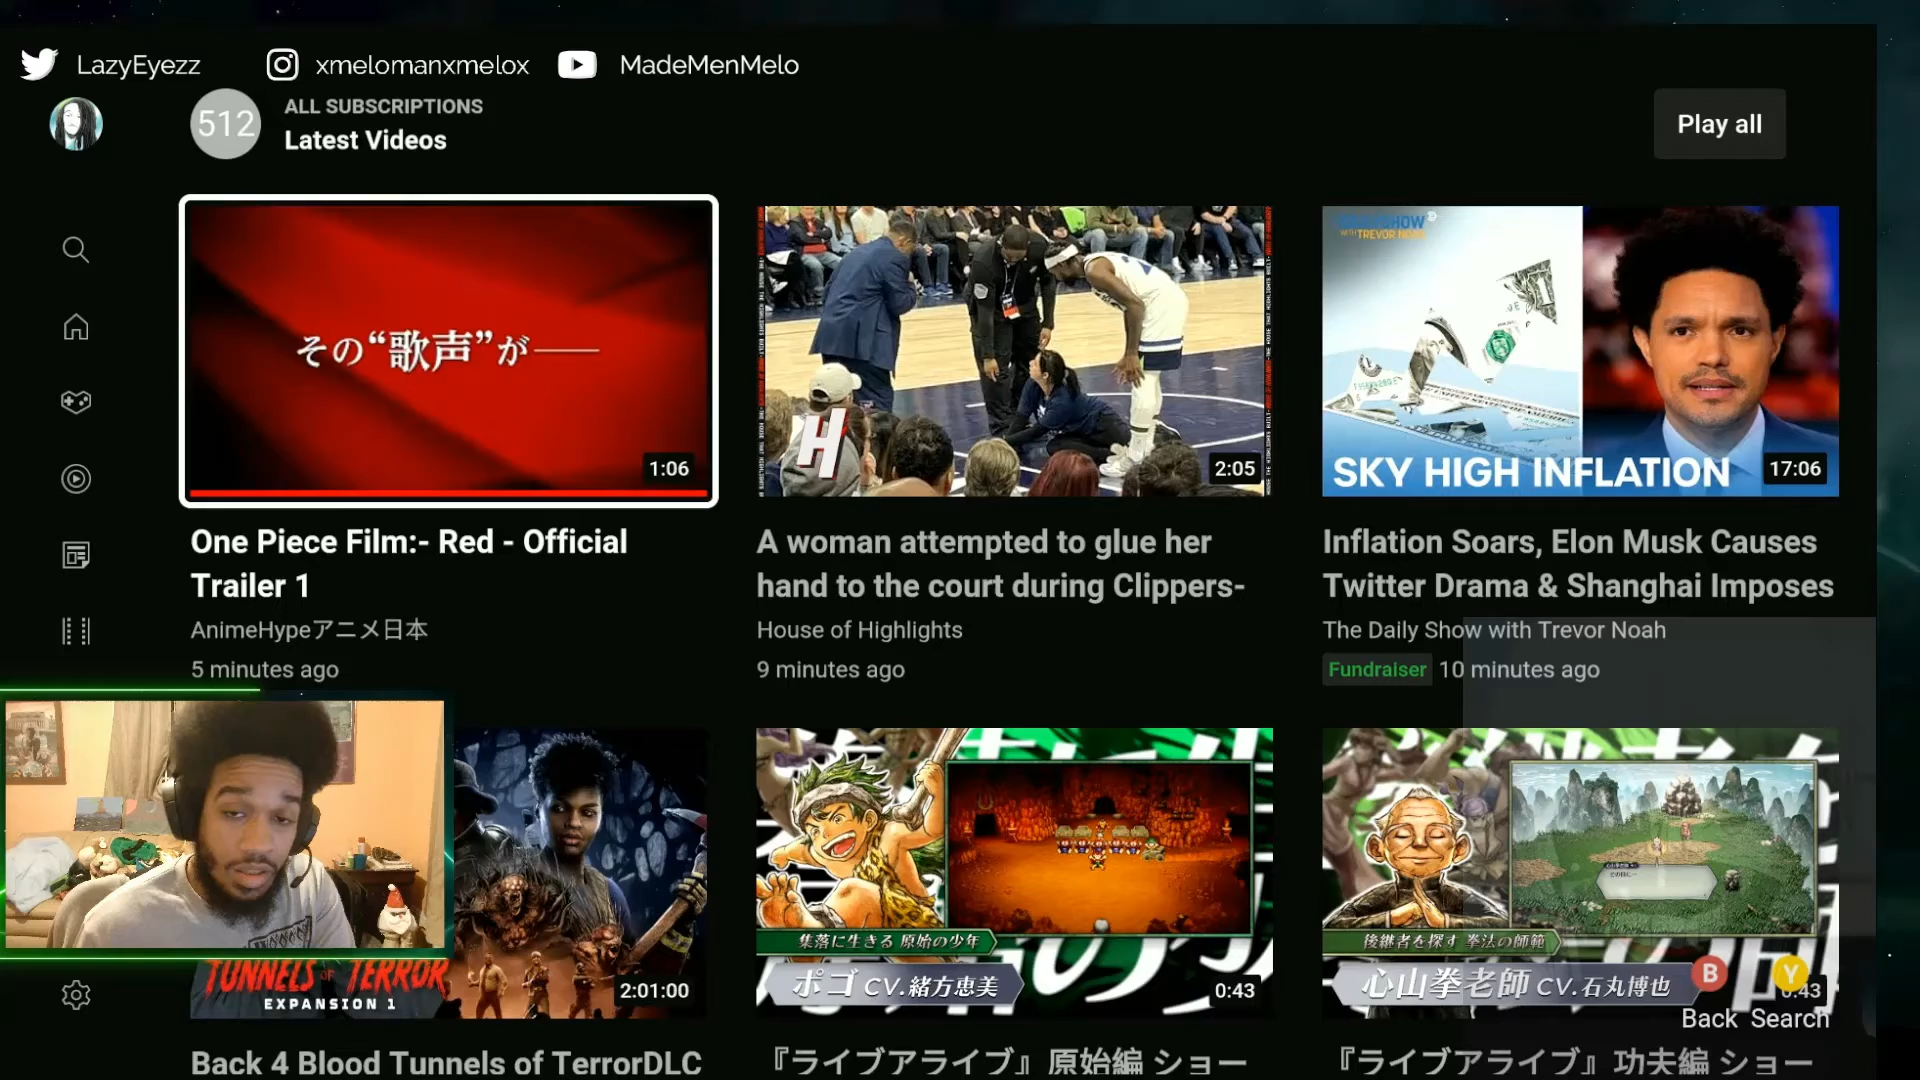 LazyEyezz
xmelomanxmelox
MadeMenMelo
512
ALL SUBSCRIPTIONS
Latest Videos
Play all
その“歌声”が——
1:06
One Piece Film:- Red - Official
Trailer 1
AnimeHypeアニメ日本
5 minutes ago
H
2:05
A woman attempted to glue her
hand to the court during Clippers-
House of Highlights
9 minutes ago
WITH TREVOR NOAH
SKY HIGH INFLATION
17:06
Inflation Soars, Elon Musk Causes
Twitter Drama & Shanghai Imposes
The Daily Show with Trevor Noah
Fundraiser
10 minutes ago
TUNNELS OF TERROR
EXPANSION 1
2:01:00
Back 4 Blood Tunnels of TerrorDLC
集落に生きる 原始の少年
ポゴ CV.緒方恵美
0:43
『ライブアライブ』原始編 ショー
後継者を探す 拳法の師範
心山拳老師 CV.石丸博也
0:43
『ライブアライブ』功夫編 ショー
B
Y
Back
Search